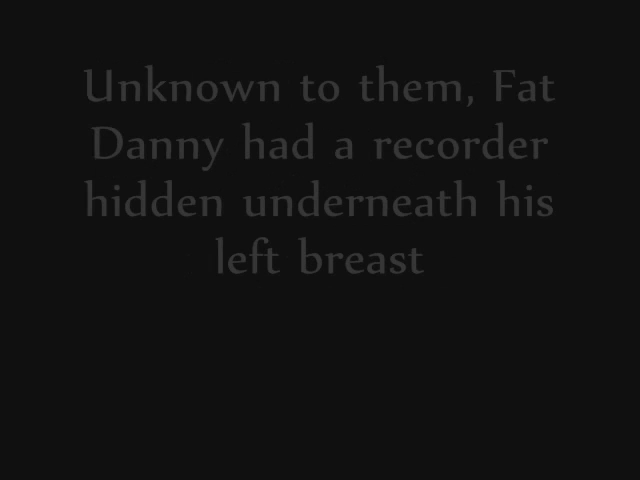 Unknown to them, Fat
Danny had a recorder
hidden underneath his
left breast